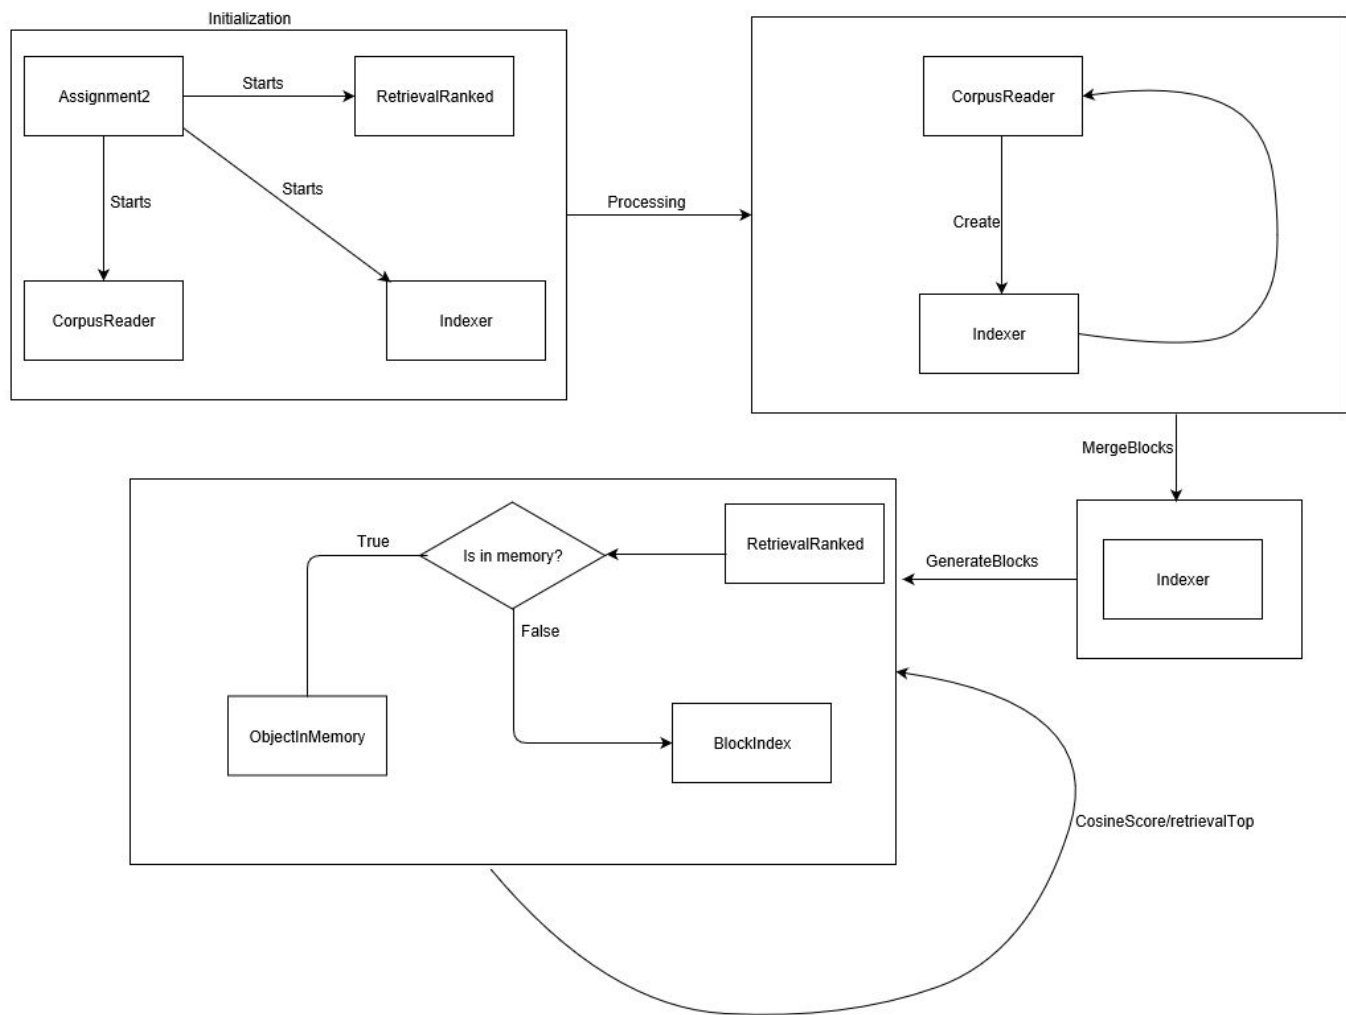 Initialization
Assignment2
Starts
RetrievalRanked
Starts
Starts
CorpusReader
Indexer
Processing
CorpusReader
Create
Indexer
MergeBlocks
Indexer
GenerateBlocks
RetrievalRanked
Is in memory?
True
False
ObjectInMemory
BlockIndex
CosineScore/retrievalTop